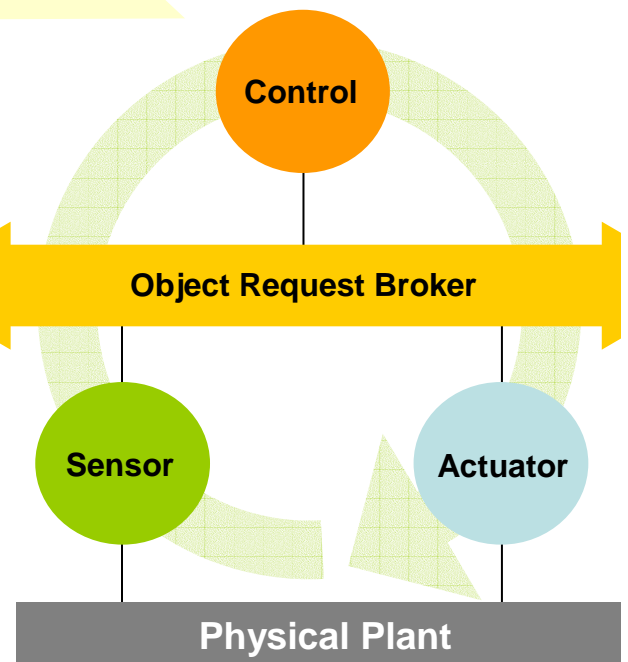 Control
Object Request Broker
Sensor
Actuator
Physical Plant